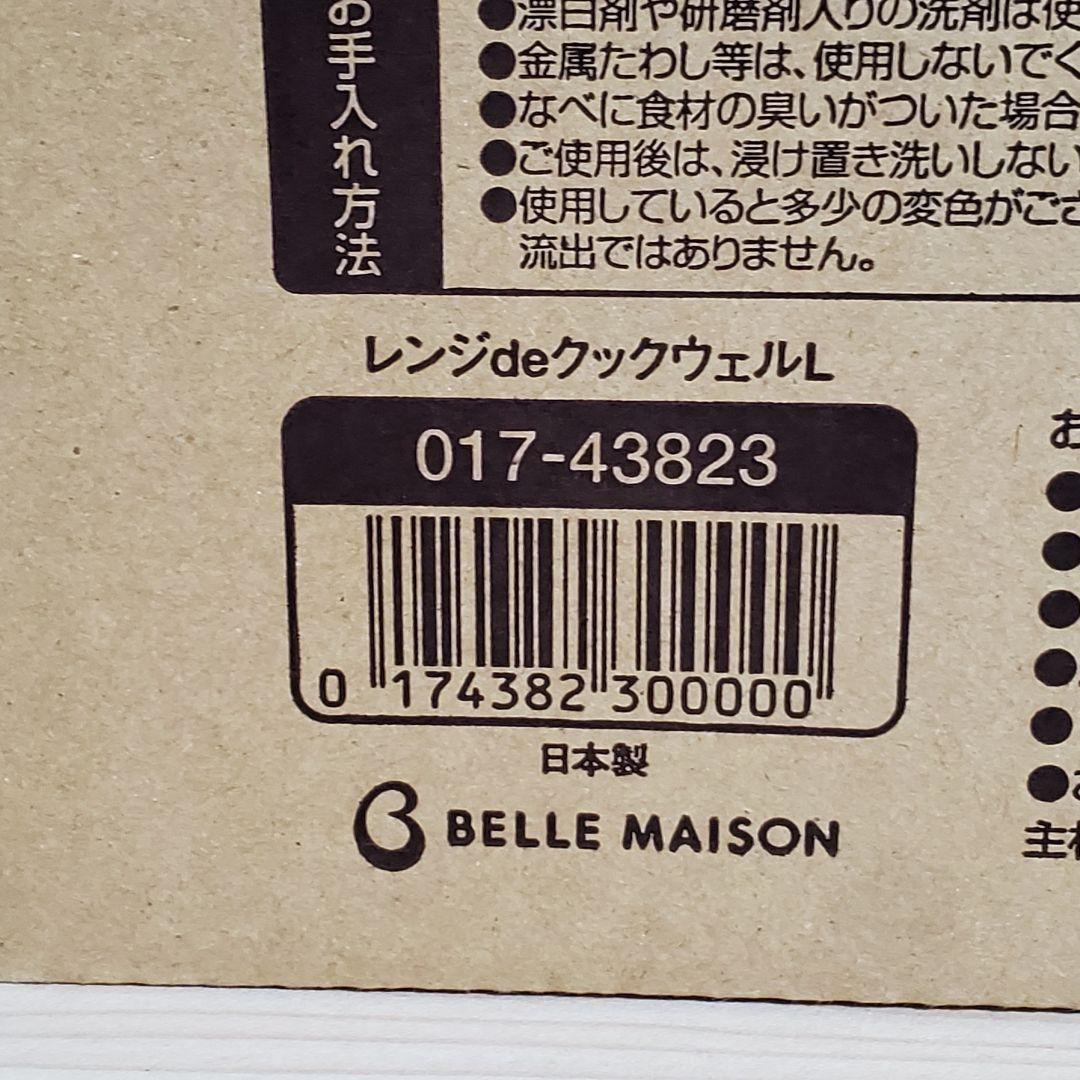 お手入れ方法
●漂白剤や研磨剤入りの洗剤は使
●金属たわし等は、使用しないでく
●なべに食材の臭いがついた場合
●ご使用後は、浸け置き洗いしない
●使用していると多少の変色がござ
流出ではありません。
レンジdeクックウェルL
017-43823
0 174382 300000
日本製
BELLE MAISON
お
●
●
●
●
●
●お
主材